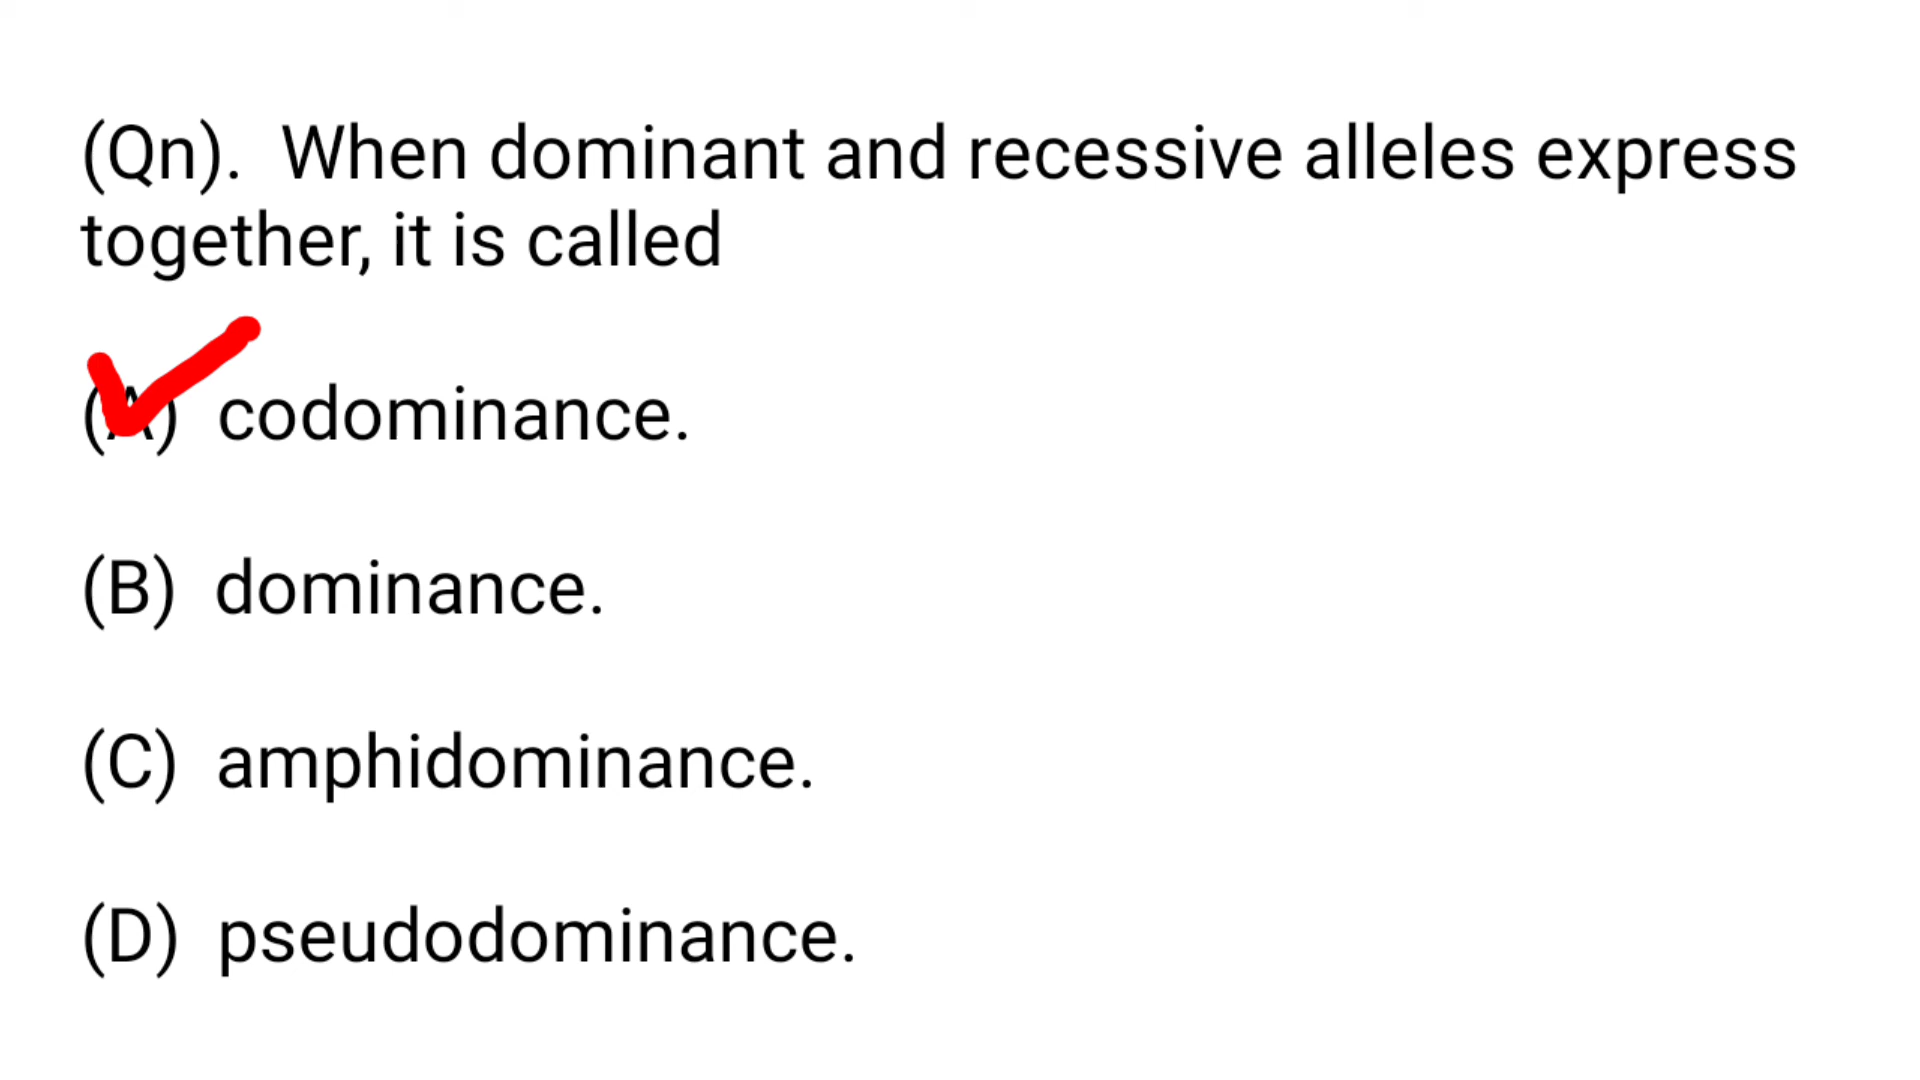 (Qn).  When dominant and recessive alleles express
together, it is called
(A)  codominance.
(B)  dominance.
(C)  amphidominance.
(D)  pseudodominance.